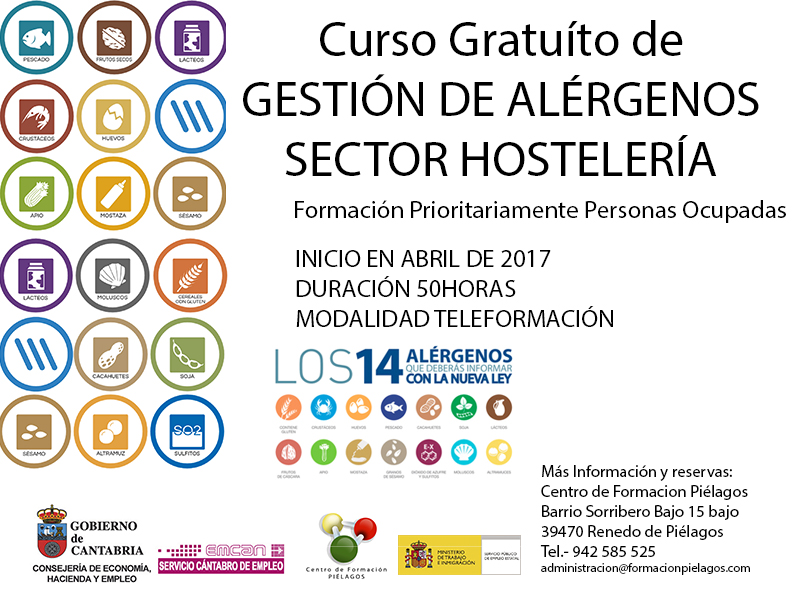 PESCADO
FRUTOS SECOS
LÁCTEOS
CRUSTÁCEOS
HUEVOS
APIO
MOSTAZA
SÉSAMO
LÁCTEOS
MOLUSCOS
CEREALES
CON GLUTEN
CACAHUETES
SOJA
SÉSAMO
ALTRAMUZ
SO2
SULFITOS
Curso Gratuíto de
GESTIÓN DE ALÉRGENOS
SECTOR HOSTELERÍA
Formación Prioritariamente Personas Ocupadas
INICIO EN ABRIL DE 2017
DURACIÓN 50HORAS
MODALIDAD TELEFORMACIÓN
LOS 14 ALÉRGENOS
QUE DEBERÁS INFORMAR
CON LA NUEVA LEY
CONTIENE
GLUTEN
CRUSTÁCEOS
HUEVOS
PESCADO
CACAHUETES
SOJA
LÁCTEOS
E-X
FRUTOS
DE CÁSCARA
APIO
MOSTAZA
GRANOS
DE SÉSAMO
DIÓXIDO DE AZUFRE
Y SULFITOS
MOLUSCOS
ALTRAMUCES
Más Información y reservas:
Centro de Formacion Piélagos
Barrio Sorribero Bajo 15 bajo
39470 Renedo de Piélagos
Tel.- 942 585 525
administracion@formacionpielagos.com
GOBIERNO
de
CANTABRIA
CONSEJERÍA DE ECONOMÍA,
HACIENDA Y EMPLEO
emcan
SERVICIO CÁNTABRO DE EMPLEO
Centro de Formación
PIÉLAGOS
MINISTERIO
DE TRABAJO
E INMIGRACIÓN
SERVICIO PÚBLICO
DE EMPLEO ESTATAL